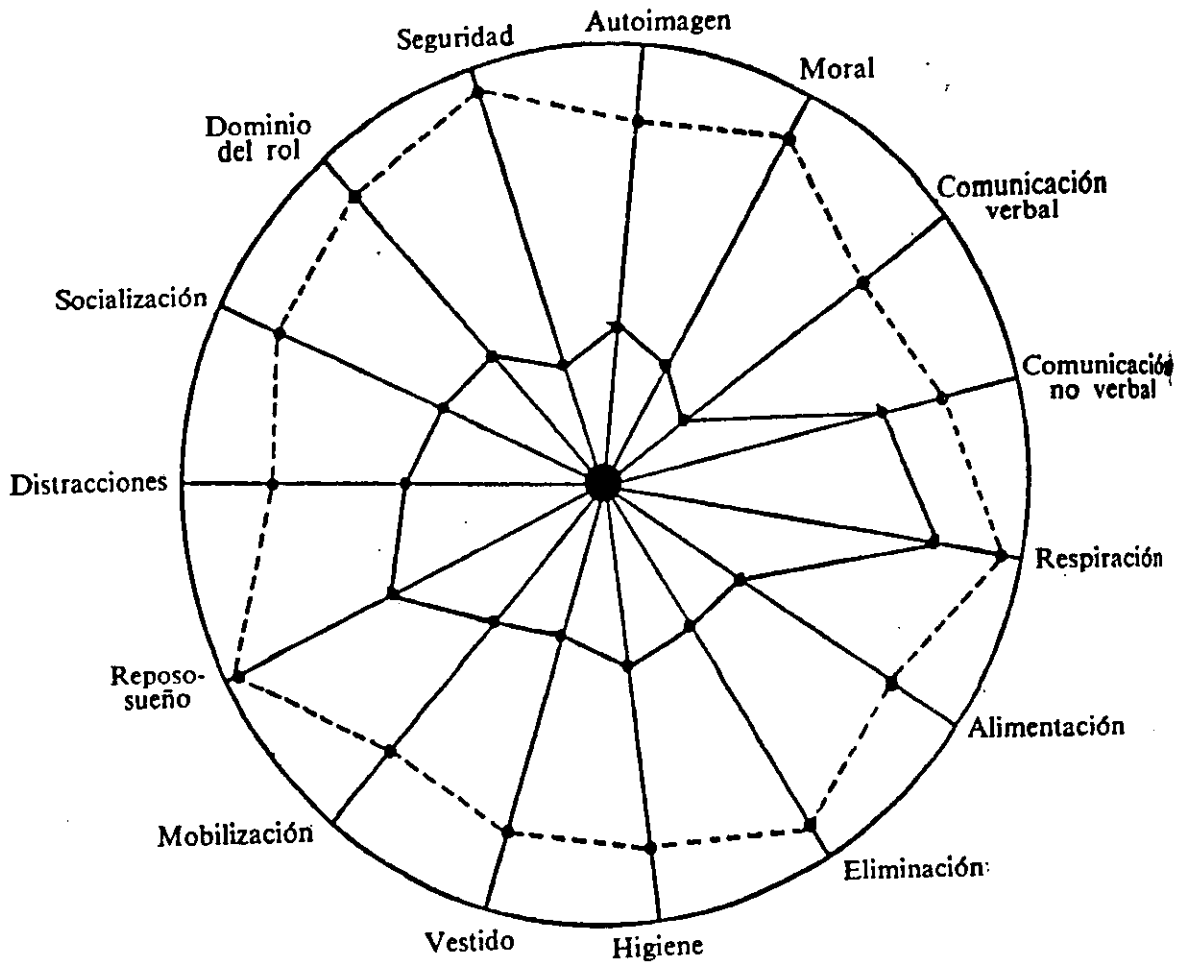 Autoimagen
Seguridad
Moral
Dominio
del rol
Comunicación
verbal
Socialización
Comunicación
no verbal
Distracciones
Respiración
Reposo-
sueño
Alimentación
Mobilización
Eliminación
Vestido
Higiene